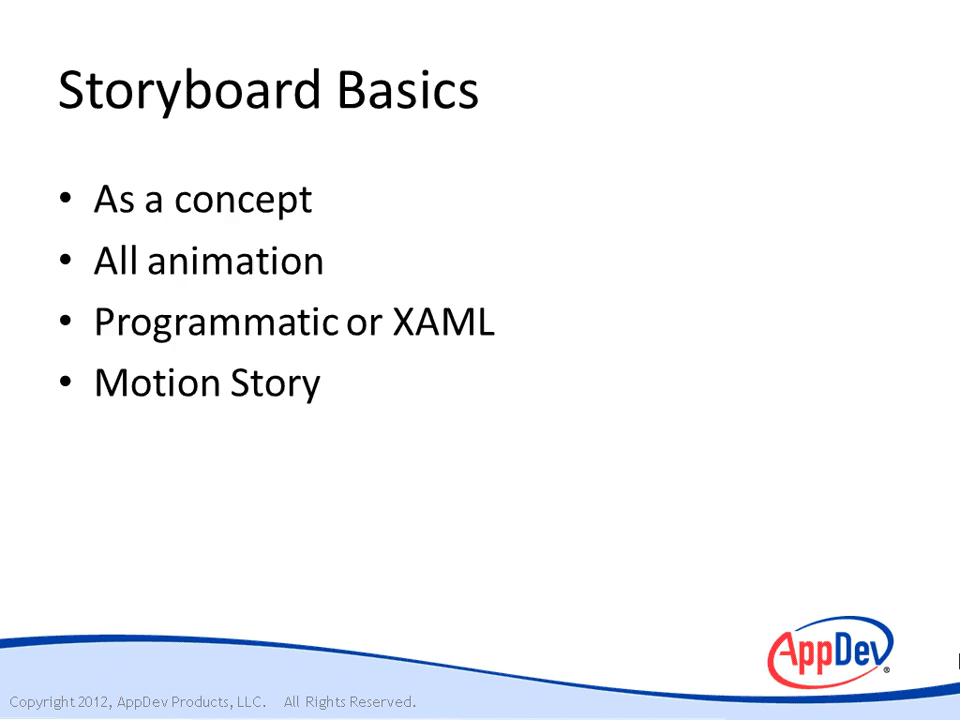 Storyboard Basics
• As a concept
• All animation
• Programmatic or XAML
• Motion Story
AppDev®
Copyright 2012, AppDev Products, LLC. All Rights Reserved.